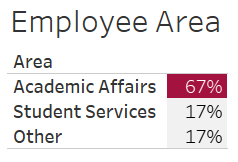 Employee Area
Area
Academic Affairs 67%
Student Services 17%
Other 17%